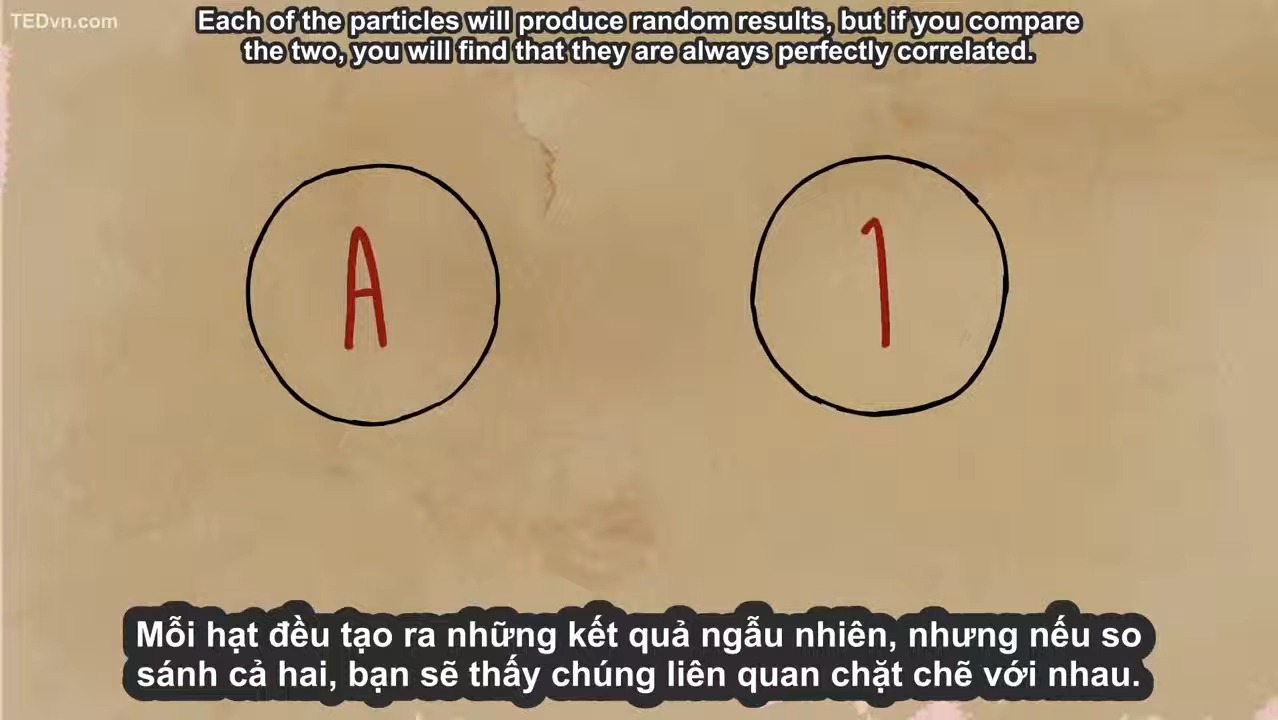 TEDvn.com
Each of the particles will produce random results, but if you compare
the two, you will find that they are always perfectly correlated.
A 1
Mỗi hạt đều tạo ra những kết quả ngẫu nhiên, nhưng nếu so
sánh cả hai, bạn sẽ thấy chúng liên quan chặt chẽ với nhau.